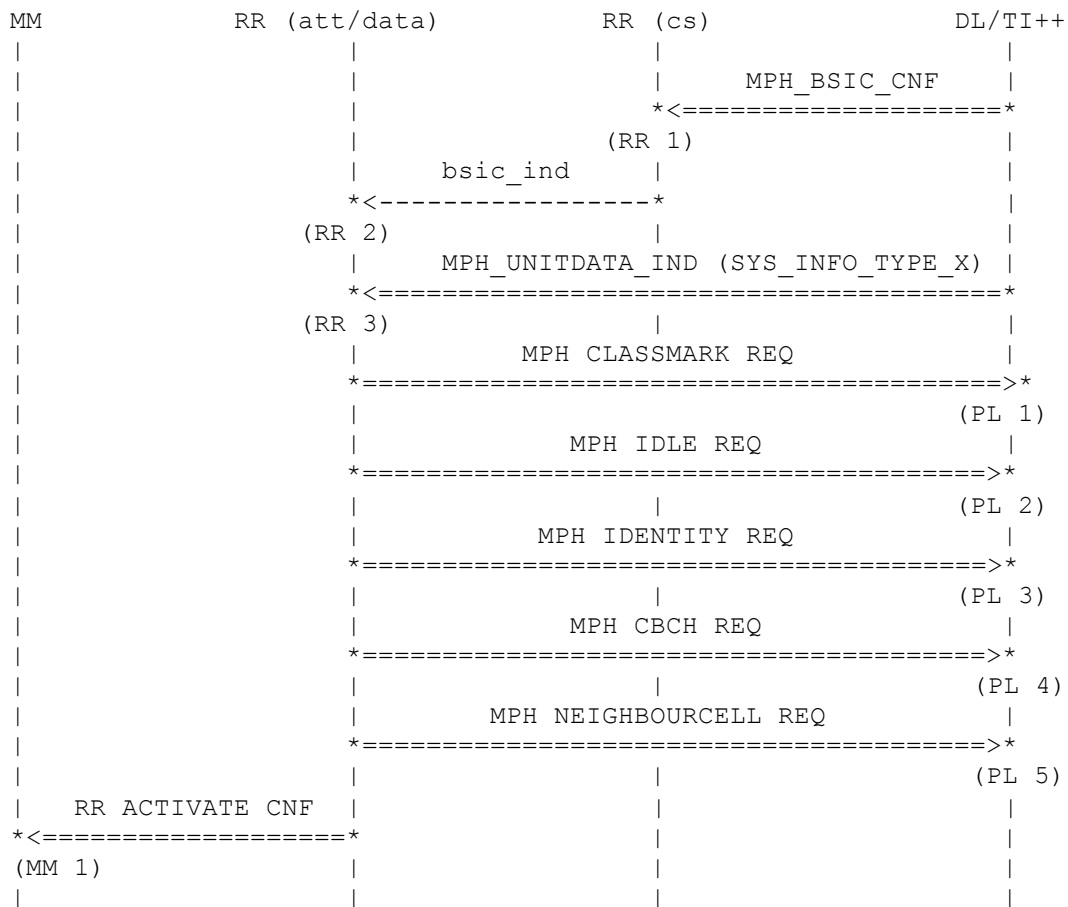 MM RR (att/data) RR (cs) DL/TI++
| | | |
| | | MPH_BSIC_CNF |
| | *<====================*
| | (RR 1) |
| | bsic_ind | |
| *<-----------------* |
| (RR 2) | |
| | MPH_UNITDATA_IND (SYS_INFO_TYPE_X) |
| *<=======================================*
| (RR 3) | |
| | MPH CLASSMARK REQ |
| *========================================>*
| | (PL 1)
| | MPH IDLE REQ |
| *=======================================>*
| | | (PL 2)
| | MPH IDENTITY REQ |
| *=======================================>*
| | | (PL 3)
| | MPH CBCH REQ |
| *=======================================>*
| | | (PL 4)
| | MPH NEIGHBOURCELL REQ |
| *=======================================>*
| | | (PL 5)
| RR ACTIVATE CNF | | |
*<===================* | |
(MM 1) | | |
| | | |